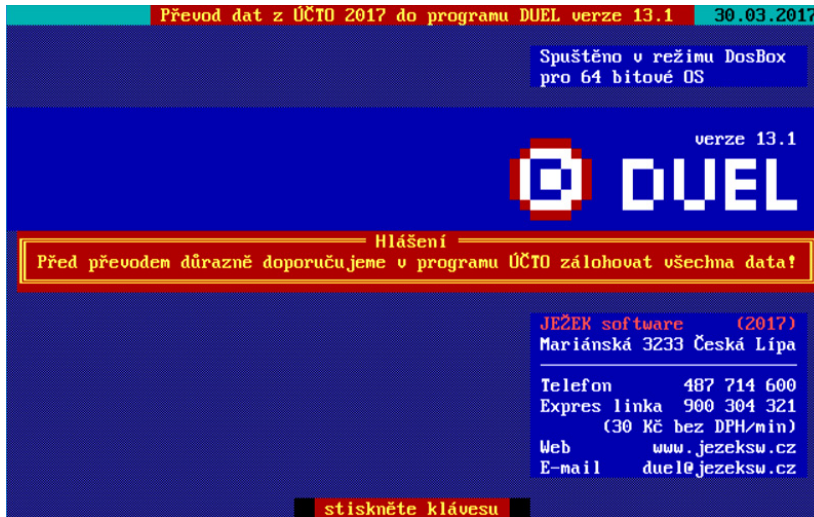 Převod dat z ÚČTO 2017 do programu DUEL verze 13.1 30.03.2017
Spuštěno v režimu DosBox
pro 64 bitové OS
verze 13.1
DUEL
Hlášení
Před převodem důrazně doporučujeme v programu ÚČTO zálohovat všechna data!
JEŽEK software (2017)
Mariánská 3233 Česká Lípa
Telefon 487 714 600
Expres linka 900 304 321
(30 Kč bez DPH/min)
Web www.jezeksw.cz
E-mail duel@jezeksw.cz
stiskněte klávesu